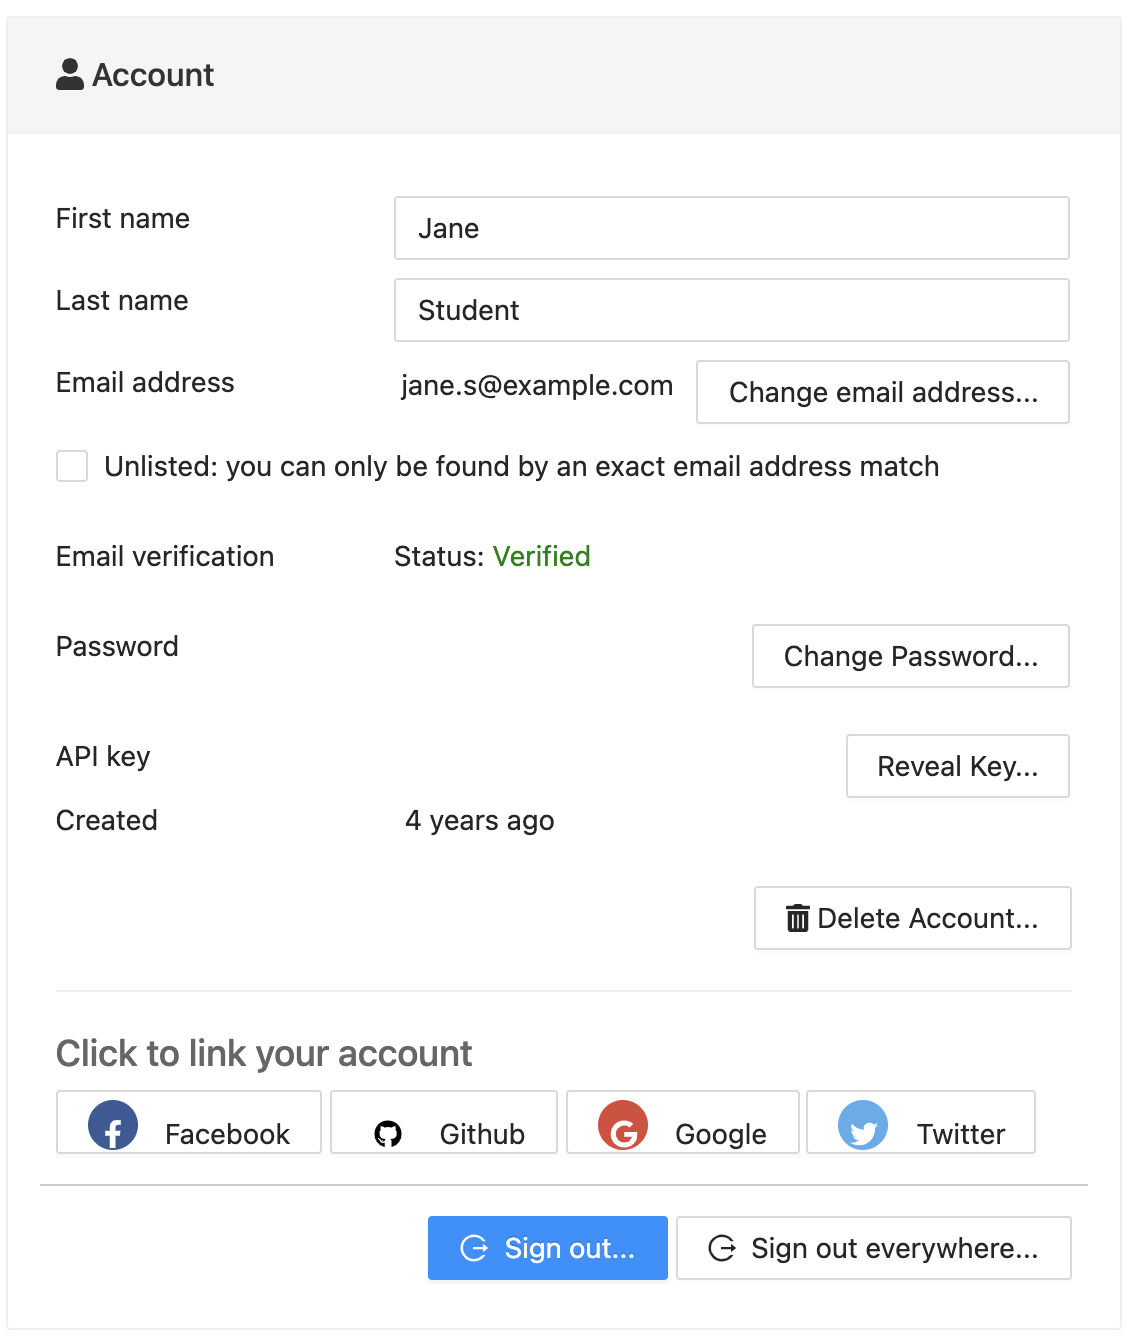 Account
First name
Jane
Last name
Student
Email address
jane.s@example.com
Change email address...
Unlisted: you can only be found by an exact email address match
Email verification
Status: Verified
Password
Change Password...
API key
Reveal Key...
Created
4 years ago
Delete Account...
Click to link your account
Facebook
Github
Google
Twitter
Sign out...
Sign out everywhere...